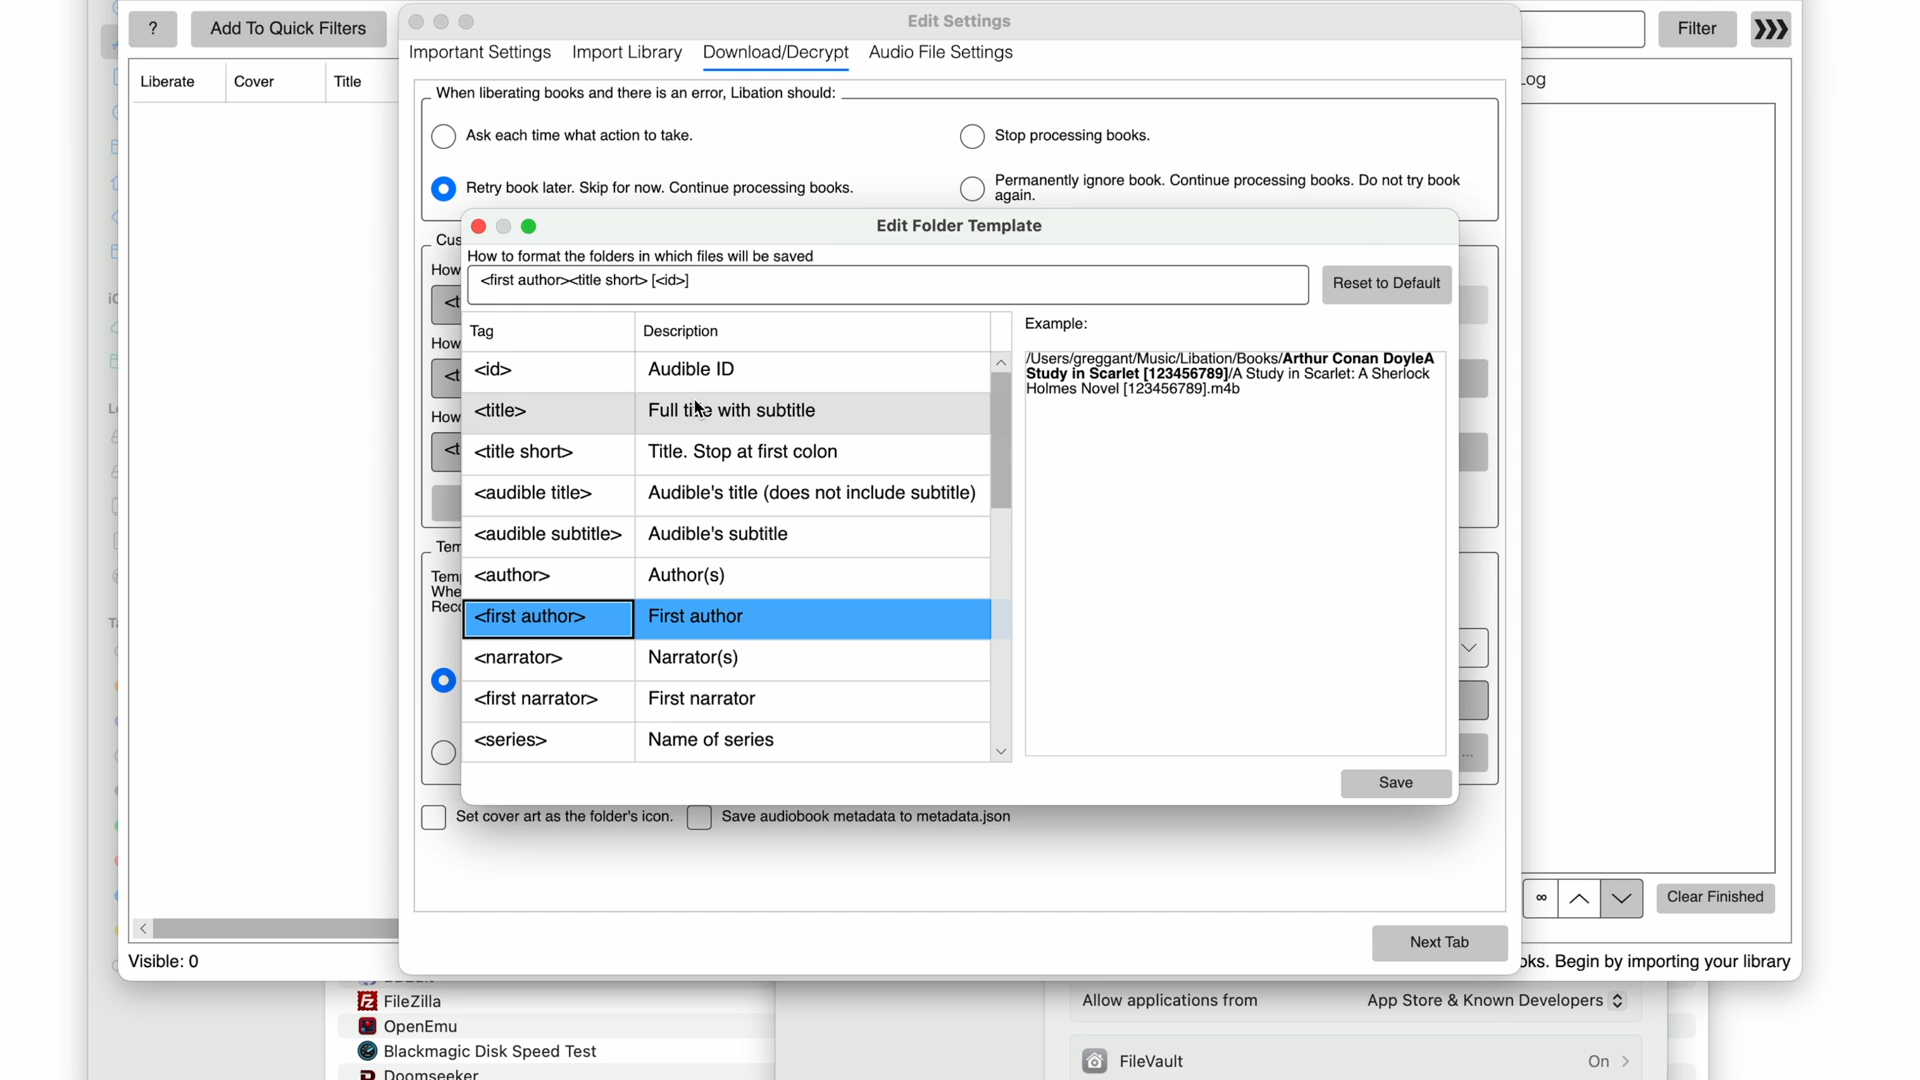 ?
Add To Quick Filters
Filter
Edit Settings
Important Settings
Import Library
Download/Decrypt
Audio File Settings
Liberate
Cover
Title
When liberating books and there is an error, Libation should:
Ask each time what action to take.
Stop processing books.
Retry book later. Skip for now. Continue processing books.
Permanently ignore book. Continue processing books. Do not try book
again.
Edit Folder Template
How to format the folders in which files will be saved
<first author><title short> [<id>]
Reset to Default
Tag
Description
Example:
<id>
Audible ID
/Users/greggant/Music/Libation/Books/Arthur Conan DoyleA
Study in Scarlet [123456789]/A Study in Scarlet: A Sherlock
Holmes Novel [123456789].m4b
<title>
Full title with subtitle
<title short>
Title. Stop at first colon
<audible title>
Audible's title (does not include subtitle)
<audible subtitle>
Audible's subtitle
<author>
Author(s)
<first author>
First author
<narrator>
Narrator(s)
<first narrator>
First narrator
<series>
Name of series
Save
How
How
How
Set cover art as the folder's icon.
Save audiobook metadata to metadata.json
∞
Clear Finished
Next Tab
Visible: 0
Begin by importing your library
FileZilla
OpenEmu
Blackmagic Disk Speed Test
Doomseeker
Allow applications from
App Store & Known Developers
FileVault
On